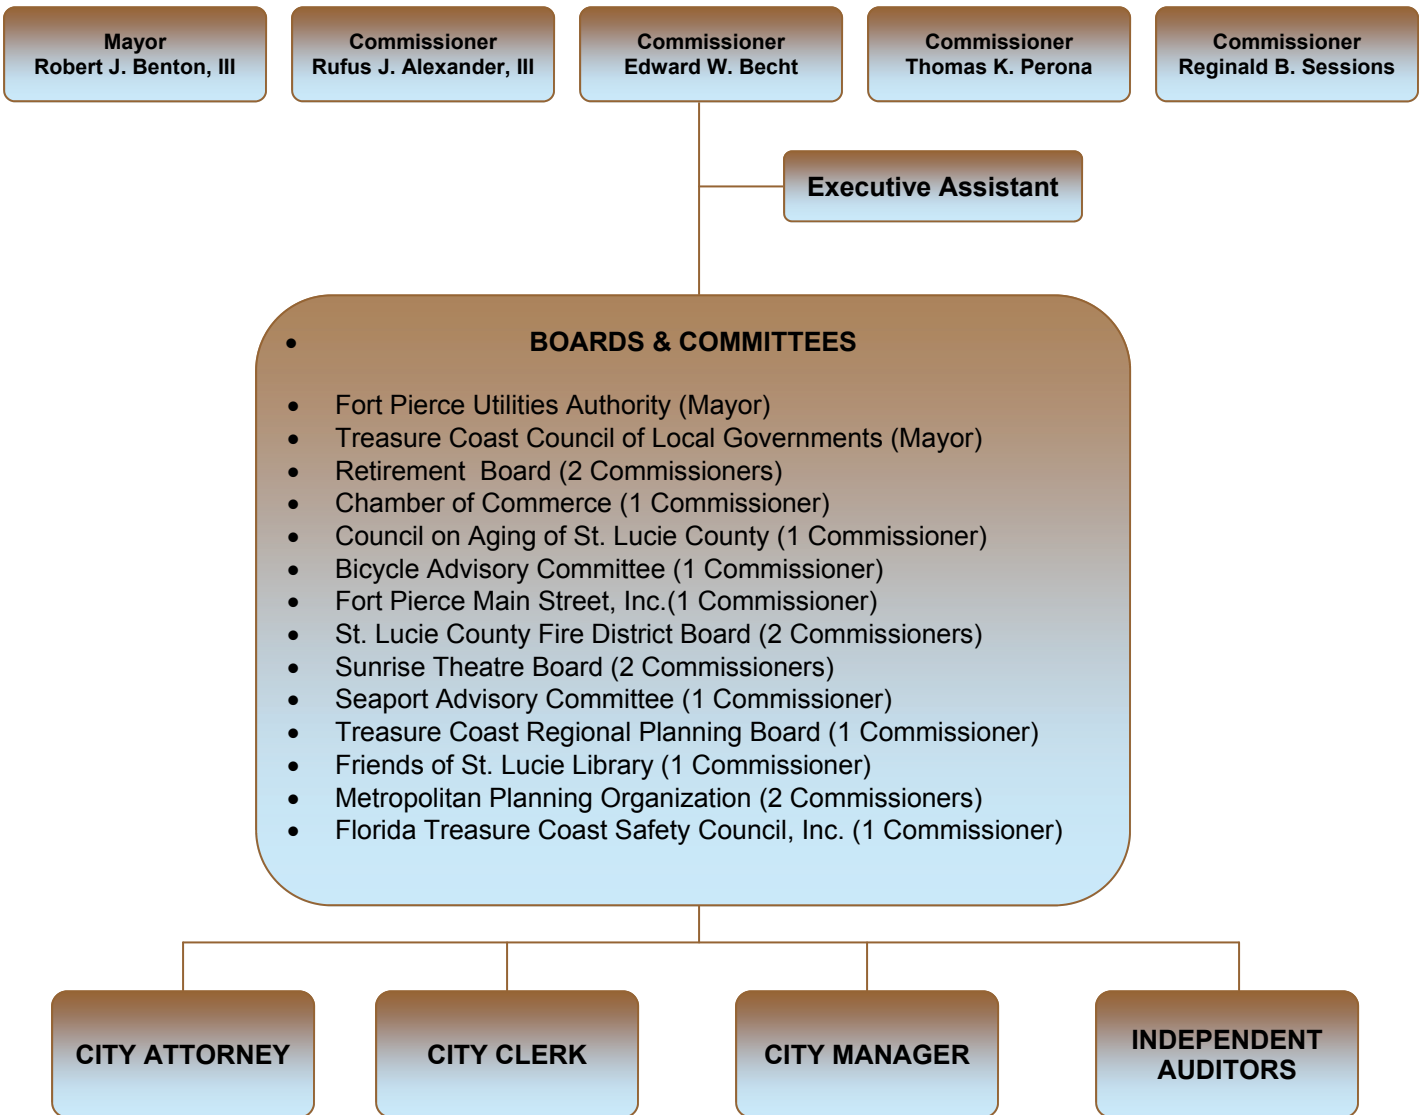 Mayor
Robert J. Benton, III
Commissioner
Rufus J. Alexander, III
Commissioner
Edward W. Becht
Commissioner
Thomas K. Perona
Commissioner
Reginald B. Sessions
Executive Assistant
• BOARDS & COMMITTEES
• Fort Pierce Utilities Authority (Mayor)
• Treasure Coast Council of Local Governments (Mayor)
• Retirement  Board (2 Commissioners)
• Chamber of Commerce (1 Commissioner)
• Council on Aging of St. Lucie County (1 Commissioner)
• Bicycle Advisory Committee (1 Commissioner)
• Fort Pierce Main Street, Inc.(1 Commissioner)
• St. Lucie County Fire District Board (2 Commissioners)
• Sunrise Theatre Board (2 Commissioners)
• Seaport Advisory Committee (1 Commissioner)
• Treasure Coast Regional Planning Board (1 Commissioner)
• Friends of St. Lucie Library (1 Commissioner)
• Metropolitan Planning Organization (2 Commissioners)
• Florida Treasure Coast Safety Council, Inc. (1 Commissioner)
CITY ATTORNEY
CITY CLERK
CITY MANAGER
INDEPENDENT
AUDITORS